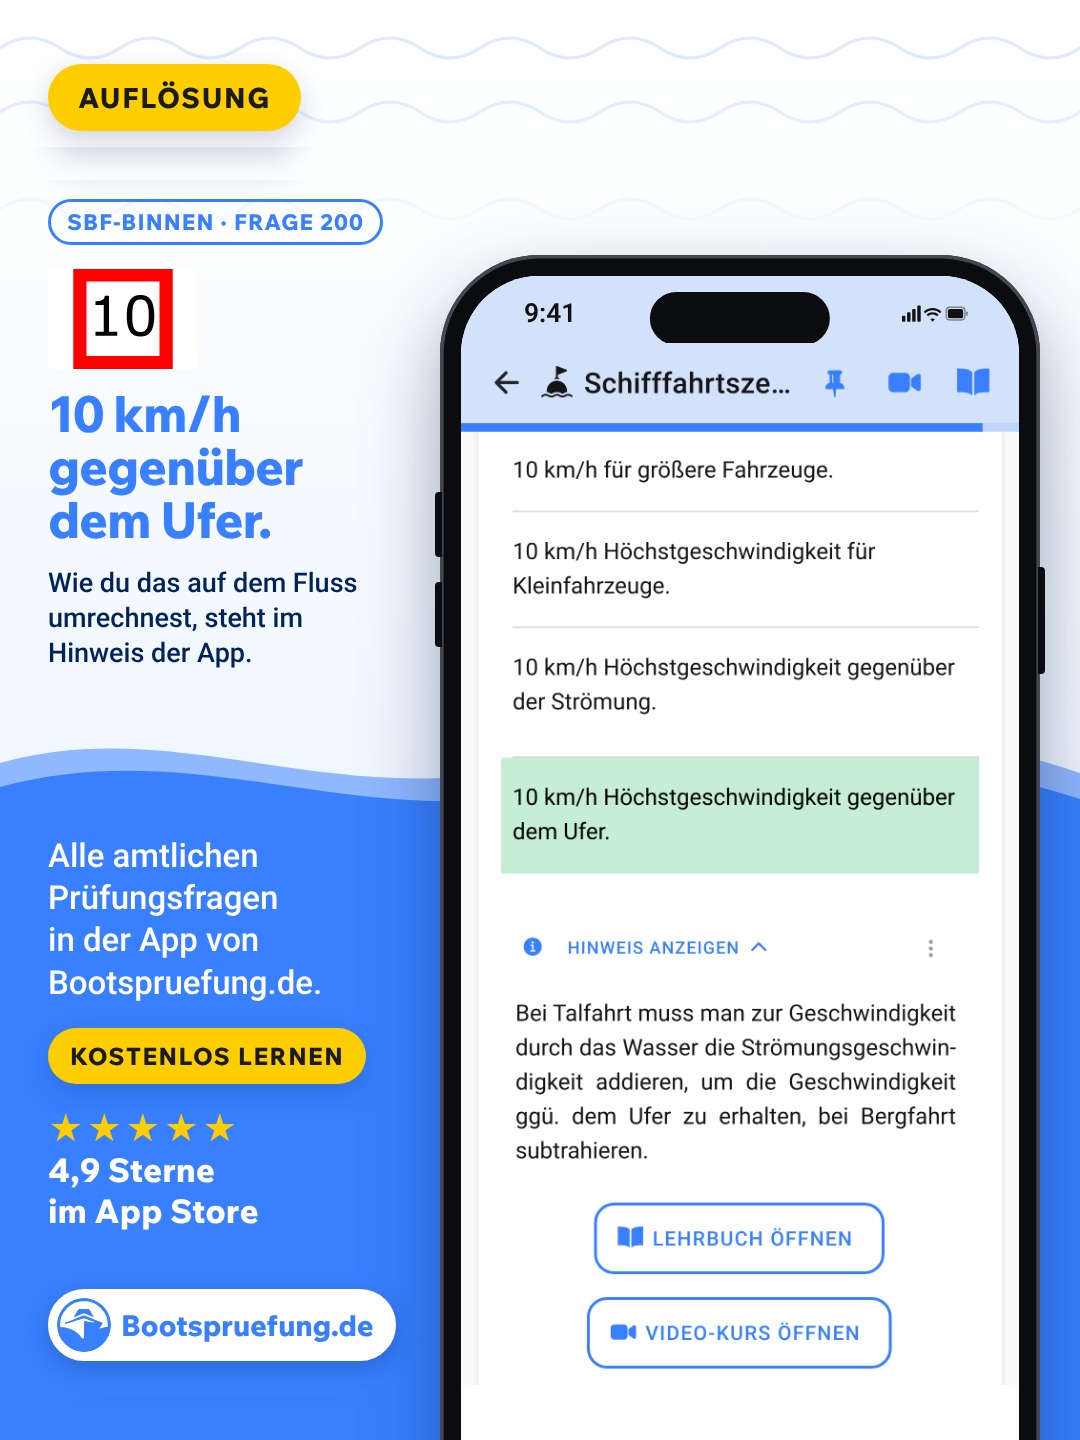 AUFLÖSUNG
SBF-BINNEN · FRAGE 200
10
10 km/h
gegenüber
dem Ufer.
Wie du das auf dem Fluss
umrechnest, steht im
Hinweis der App.
Alle amtlichen
Prüfungsfragen
in der App von
Bootspruefung.de.
KOSTENLOS LERNEN
4,9 Sterne
im App Store
Bootspruefung.de
9:41
Schifffahrtsze...
10 km/h für größere Fahrzeuge.
10 km/h Höchstgeschwindigkeit für
Kleinfahrzeuge.
10 km/h Höchstgeschwindigkeit gegenüber
der Strömung.
10 km/h Höchstgeschwindigkeit gegenüber
dem Ufer.
HINWEIS ANZEIGEN
Bei Talfahrt muss man zur Geschwindigkeit
durch das Wasser die Strömungsgeschwin-
digkeit addieren, um die Geschwindigkeit
ggü. dem Ufer zu erhalten, bei Bergfahrt
subtrahieren.
LEHRBUCH ÖFFNEN
VIDEO-KURS ÖFFNEN